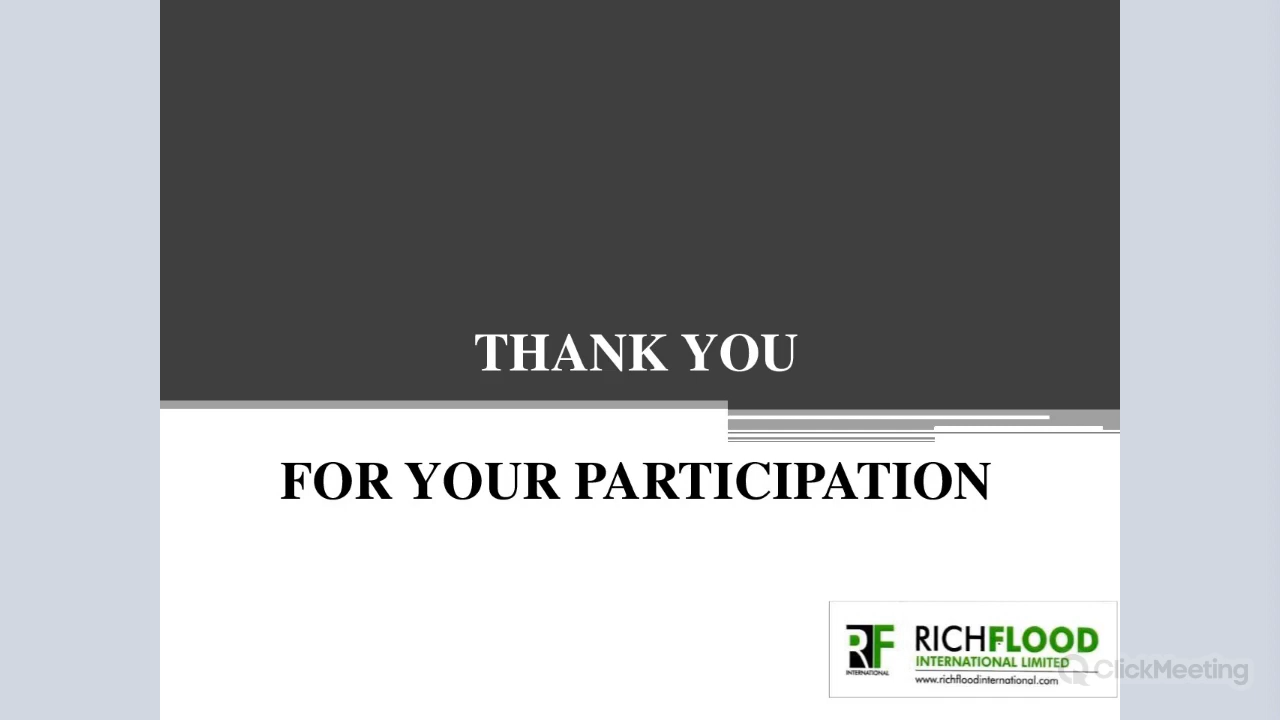 THANK YOU
FOR YOUR PARTICIPATION
RF
INTERNATIONAL
RICHFLOOD
INTERNATIONAL LIMITED
www.richfloodinternational.com
ClickMeeting